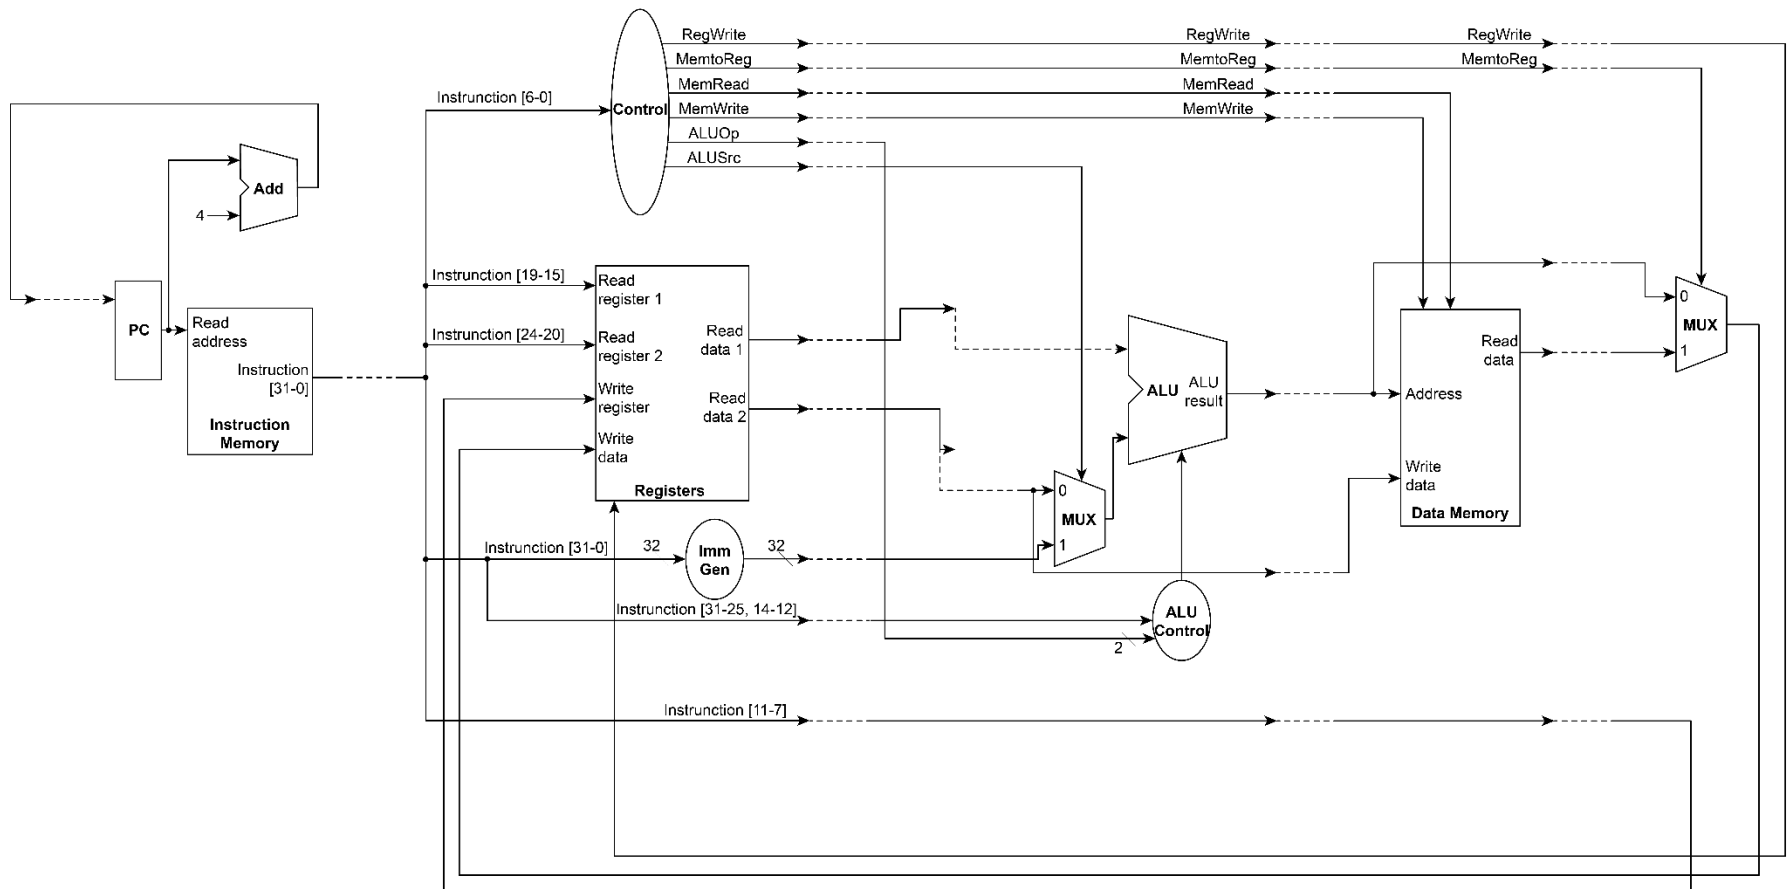 RegWrite
RegWrite
RegWrite
MemtoReg
MemtoReg
MemtoReg
MemRead
MemRead
MemWrite
MemWrite
ALUOp
ALUSrc
Instrunction [6-0]
Control
Add
4
PC
Read
address
Instruction
[31-0]
Instruction
Memory
Instrunction [19-15]
Instrunction [24-20]
Read
register 1
Read
register 2
Write
register
Write
data
Read
data 1
Read
data 2
Registers
Instrunction [31-0]
32
Imm
Gen
32
Instrunction [31-25, 14-12]
0
MUX
1
ALU
ALU
result
ALU
Control
2
Address
Write
data
Read
data
Data Memory
0
MUX
1
Instrunction [11-7]